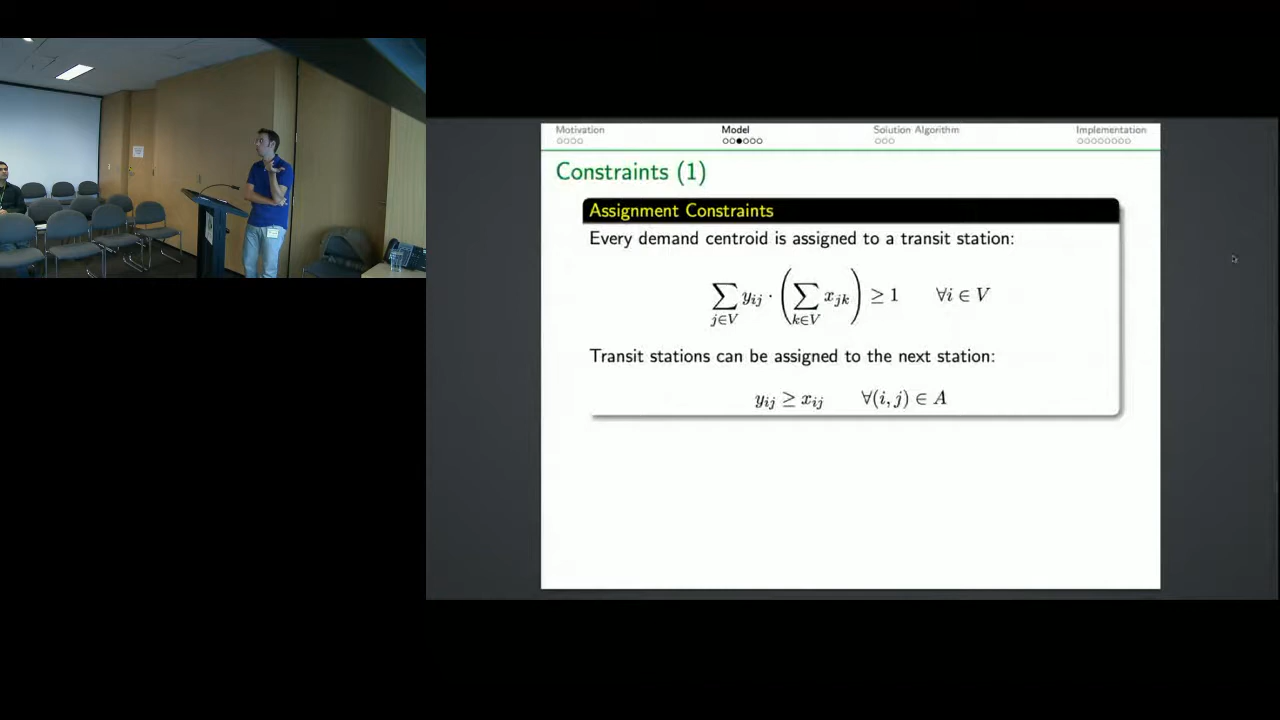 Motivation Model Solution Algorithm Implementation
Constraints (1)
Assignment Constraints
Every demand centroid is assigned to a transit station:
∑_{j∈V} y_{ij} · (∑_{k∈V} x_{jk}) ≥ 1 ∀i ∈ V
Transit stations can be assigned to the next station:
y_{ij} ≥ x_{ij} ∀(i, j) ∈ A